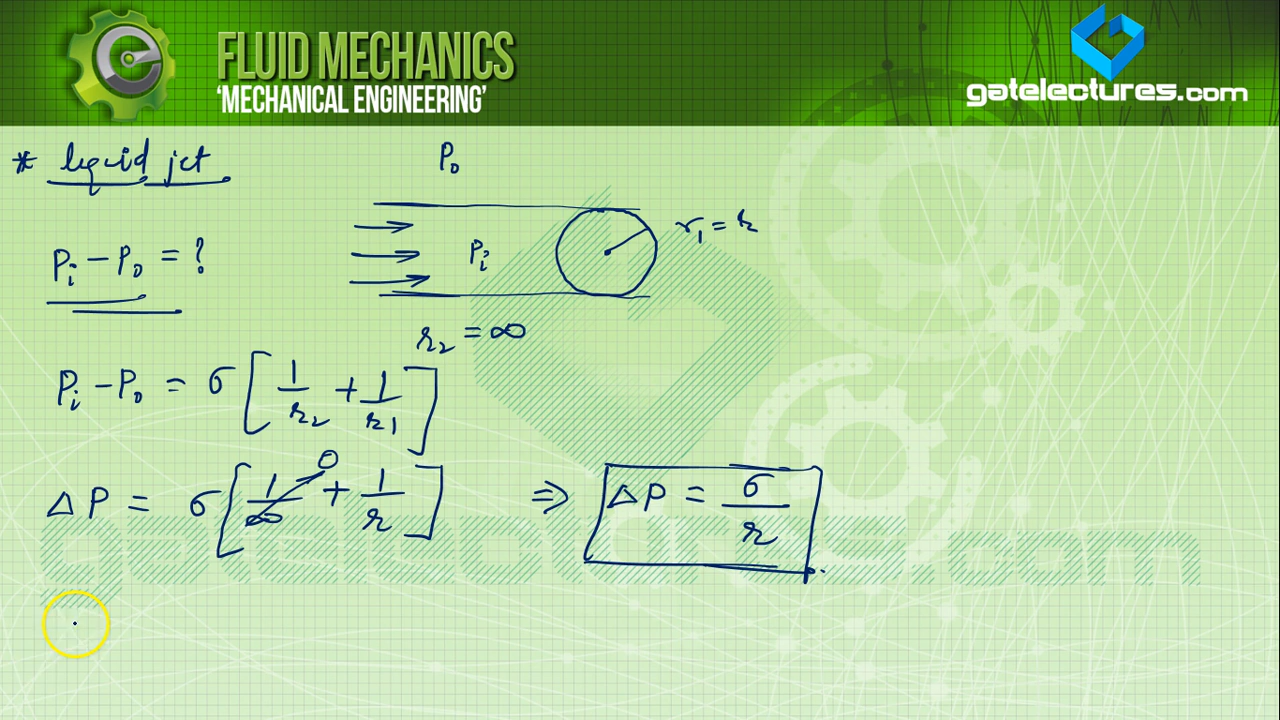 FLUID MECHANICS
'MECHANICAL ENGINEERING'
gatelectures.com
* liquid jet
P₀
Pᵢ
r₁ = r
Pᵢ − P₀ = ?
r₂ = ∞
Pᵢ − P₀ = σ [ 1/r₂ + 1/r₁ ]
ΔP = σ [ 1/∞ 0 + 1/r ] ⇒ ΔP = σ/r
gatelectures.com